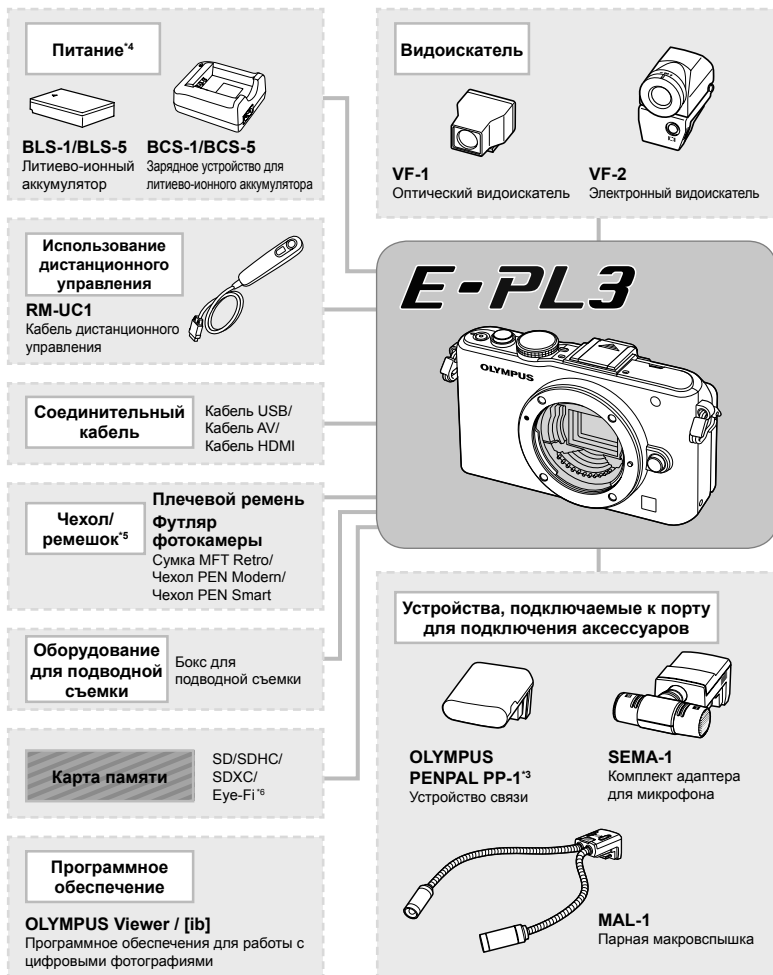 Питание*4
BLS-1/BLS-5
Литиево-ионный
аккумулятор
BCS-1/BCS-5
Зарядное устройство для
литиево-ионного аккумулятора
Использование
дистанционного
управления
RM-UC1
Кабель дистанционного
управления
Соединительный
кабель
Кабель USB/
Кабель AV/
Кабель HDMI
Чехол/
ремешок*5
Плечевой ремень
Футляр
фотокамеры
Сумка MFT Retro/
Чехол PEN Modern/
Чехол PEN Smart
Оборудование
для подводной
съемки
Бокс для
подводной съемки
Карта памяти
SD/SDHC/
SDXC/
Eye-Fi*6
Программное
обеспечение
OLYMPUS Viewer / [ib]
Программное обеспечения для работы с
цифровыми фотографиями
Видоискатель
VF-1
Оптический видоискатель
VF-2
Электронный видоискатель
E-PL3
OLYMPUS
Устройства, подключаемые к порту
для подключения аксессуаров
OLYMPUS
PENPAL PP-1*3
Устройство связи
SEMA-1
Комплект адаптера
для микрофона
MAL-1
Парная макровспышка